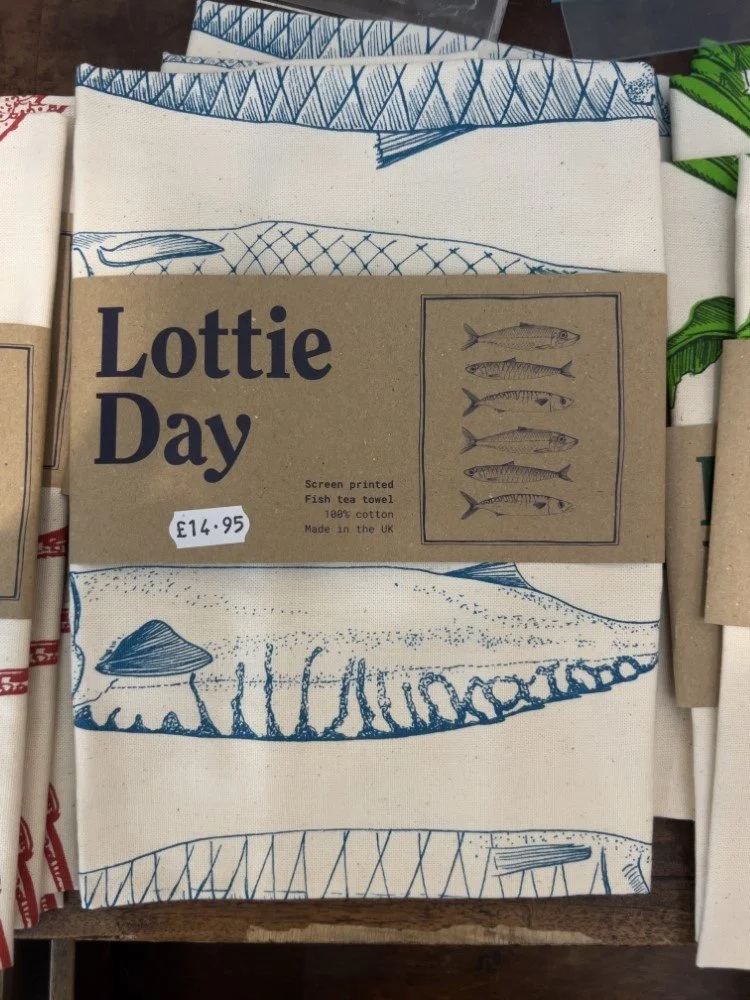 Lottie
Day
Screen printed
Fish tea towel
100% cotton
Made in the UK
£14.95